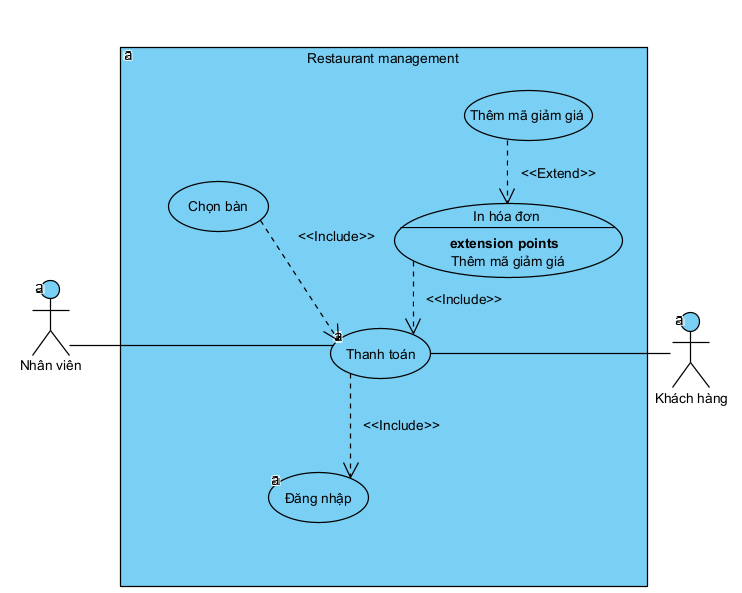 a
Restaurant management
Thêm mã giảm giá
<<Extend>>
Chọn bàn
In hóa đơn
<<Include>>
extension points
Thêm mã giảm giá
a
<<Include>>
a
a
Thanh toán
Nhân viên
Khách hàng
<<Include>>
a
Đăng nhập